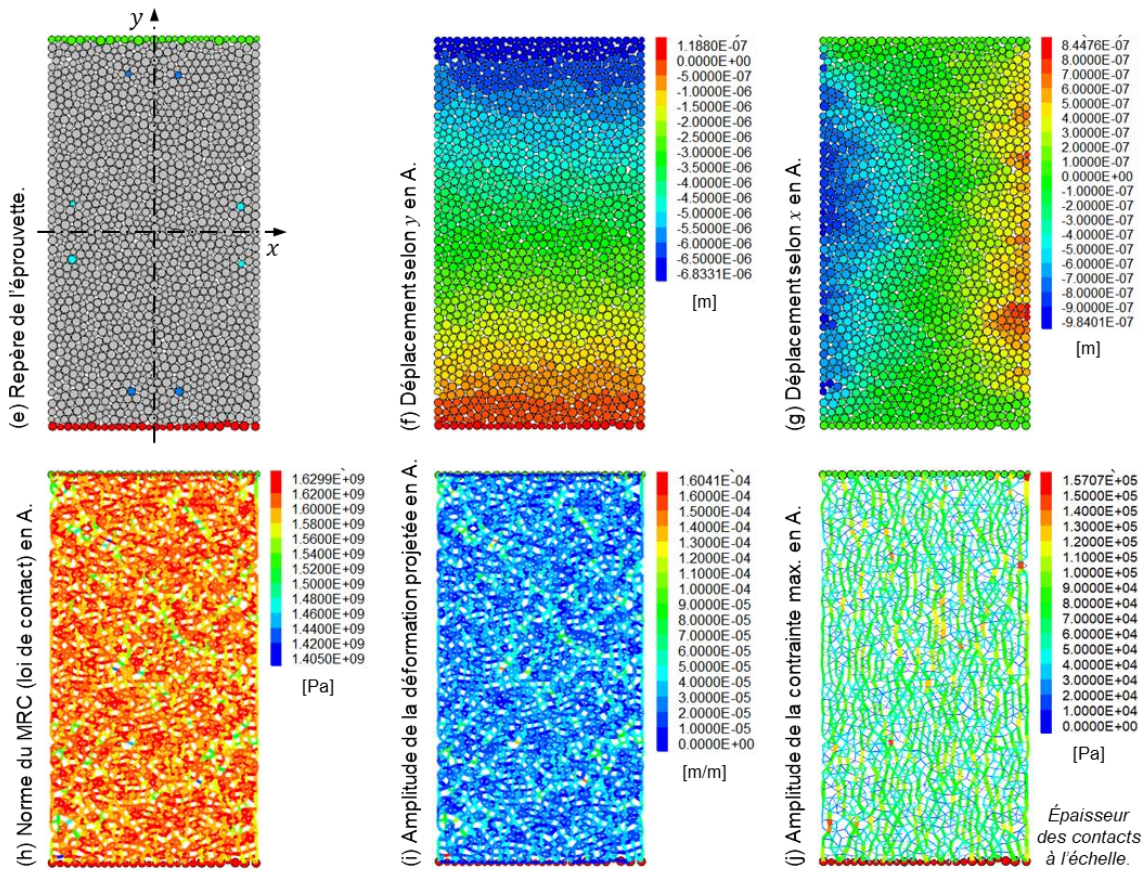 (e) Repère de l'éprouvette.
y
x
(f) Déplacement selon y en A.
1.1880E-07
0.0000E+00
-5.0000E-07
-1.0000E-06
-1.5000E-06
-2.0000E-06
-2.5000E-06
-3.0000E-06
-3.5000E-06
-4.0000E-06
-4.5000E-06
-5.0000E-06
-5.5000E-06
-6.0000E-06
-6.5000E-06
-6.8331E-06
[m]
(g) Déplacement selon x en A.
8.4476E-07
8.0000E-07
7.0000E-07
6.0000E-07
5.0000E-07
4.0000E-07
3.0000E-07
2.0000E-07
1.0000E-07
0.0000E+00
-1.0000E-07
-2.0000E-07
-3.0000E-07
-4.0000E-07
-5.0000E-07
-6.0000E-07
-7.0000E-07
-8.0000E-07
-9.0000E-07
-9.8401E-07
[m]
(h) Norme du MRC (loi de contact) en A.
1.6299E+09
1.6200E+09
1.6000E+09
1.5800E+09
1.5600E+09
1.5400E+09
1.5200E+09
1.5000E+09
1.4800E+09
1.4600E+09
1.4400E+09
1.4200E+09
1.4050E+09
[Pa]
(i) Amplitude de la déformation projetée en A.
1.6041E-04
1.6000E-04
1.5000E-04
1.4000E-04
1.3000E-04
1.2000E-04
1.1000E-04
1.0000E-04
9.0000E-05
8.0000E-05
7.0000E-05
6.0000E-05
5.0000E-05
4.0000E-05
3.0000E-05
2.0000E-05
1.0000E-05
0.0000E+00
[m/m]
(j) Amplitude de la contrainte max. en A.
1.5707E+05
1.5000E+05
1.4000E+05
1.3000E+05
1.2000E+05
1.1000E+05
1.0000E+05
9.0000E+04
8.0000E+04
7.0000E+04
6.0000E+04
5.0000E+04
4.0000E+04
3.0000E+04
2.0000E+04
1.0000E+04
0.0000E+00
[Pa]
Épaisseur
des contacts
à l'échelle.